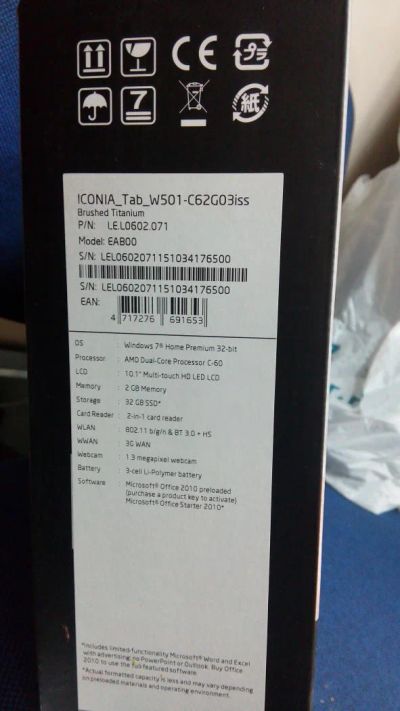 CE
プラ
7
紙
ICONIA_Tab_W501-C62G03iss
Brushed Titanium
P/N: LE.L0602.071
Model: EAB00
S/N: LEL0602071151034176500
S/N: LEL0602071151034176500
EAN:
4 717276 691653
OS : Windows 7® Home Premium 32-bit
Processor : AMD Dual-Core Processor C-60
LCD : 10.1" Multi-touch HD LED LCD
Memory : 2 GB Memory
Storage : 32 GB SSD*
Card Reader : 2-in-1 card reader
WLAN : 802.11 b/g/n & BT 3.0 + HS
WWAN : 3G WAN
Webcam : 1.3 megapixel webcam
Battery : 3-cell Li-Polymer battery
Software : Microsoft® Office 2010 preloaded
(purchase a product key to activate)
Microsoft® Office Starter 2010*
*Includes limited-functionality Microsoft® Word and Excel
with advertising; no PowerPoint or Outlook. Buy Office
2010 to use the full featured software.
*Actual formatted capacity is less and may vary depending
on preloaded materials and operating environment.